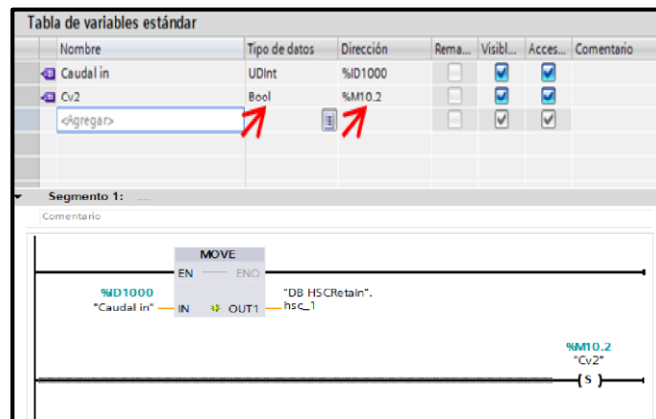 Tabla de variables estándar
Nombre Tipo de datos Dirección Rema... Visibl... Acces... Comentario
Caudal in UDInt %ID1000
Cv2 Bool %M10.2
<Agregar>
Segmento 1: ....
Comentario
MOVE
EN ENO
%ID1000 "DB HSCRetain".
"Caudal in" IN OUT1 hsc_1
%M10.2
"Cv2"
( S )